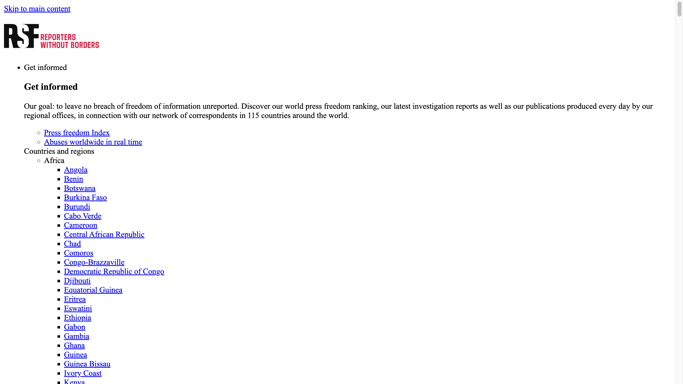 Skip to main content
RSF REPORTERS
WITHOUT BORDERS
Get informed
Get informed
Our goal: to leave no breach of freedom of information unreported. Discover our world press freedom ranking, our latest investigation reports as well as our publications produced every day by our
regional offices, in connection with our network of correspondents in 115 countries around the world.
Press freedom Index
Abuses worldwide in real time
Countries and regions
Africa
Angola
Benin
Botswana
Burkina Faso
Burundi
Cabo Verde
Cameroon
Central African Republic
Chad
Comoros
Congo-Brazzaville
Democratic Republic of Congo
Djibouti
Equatorial Guinea
Eritrea
Eswatini
Ethiopia
Gabon
Gambia
Ghana
Guinea
Guinea Bissau
Ivory Coast
Kenya